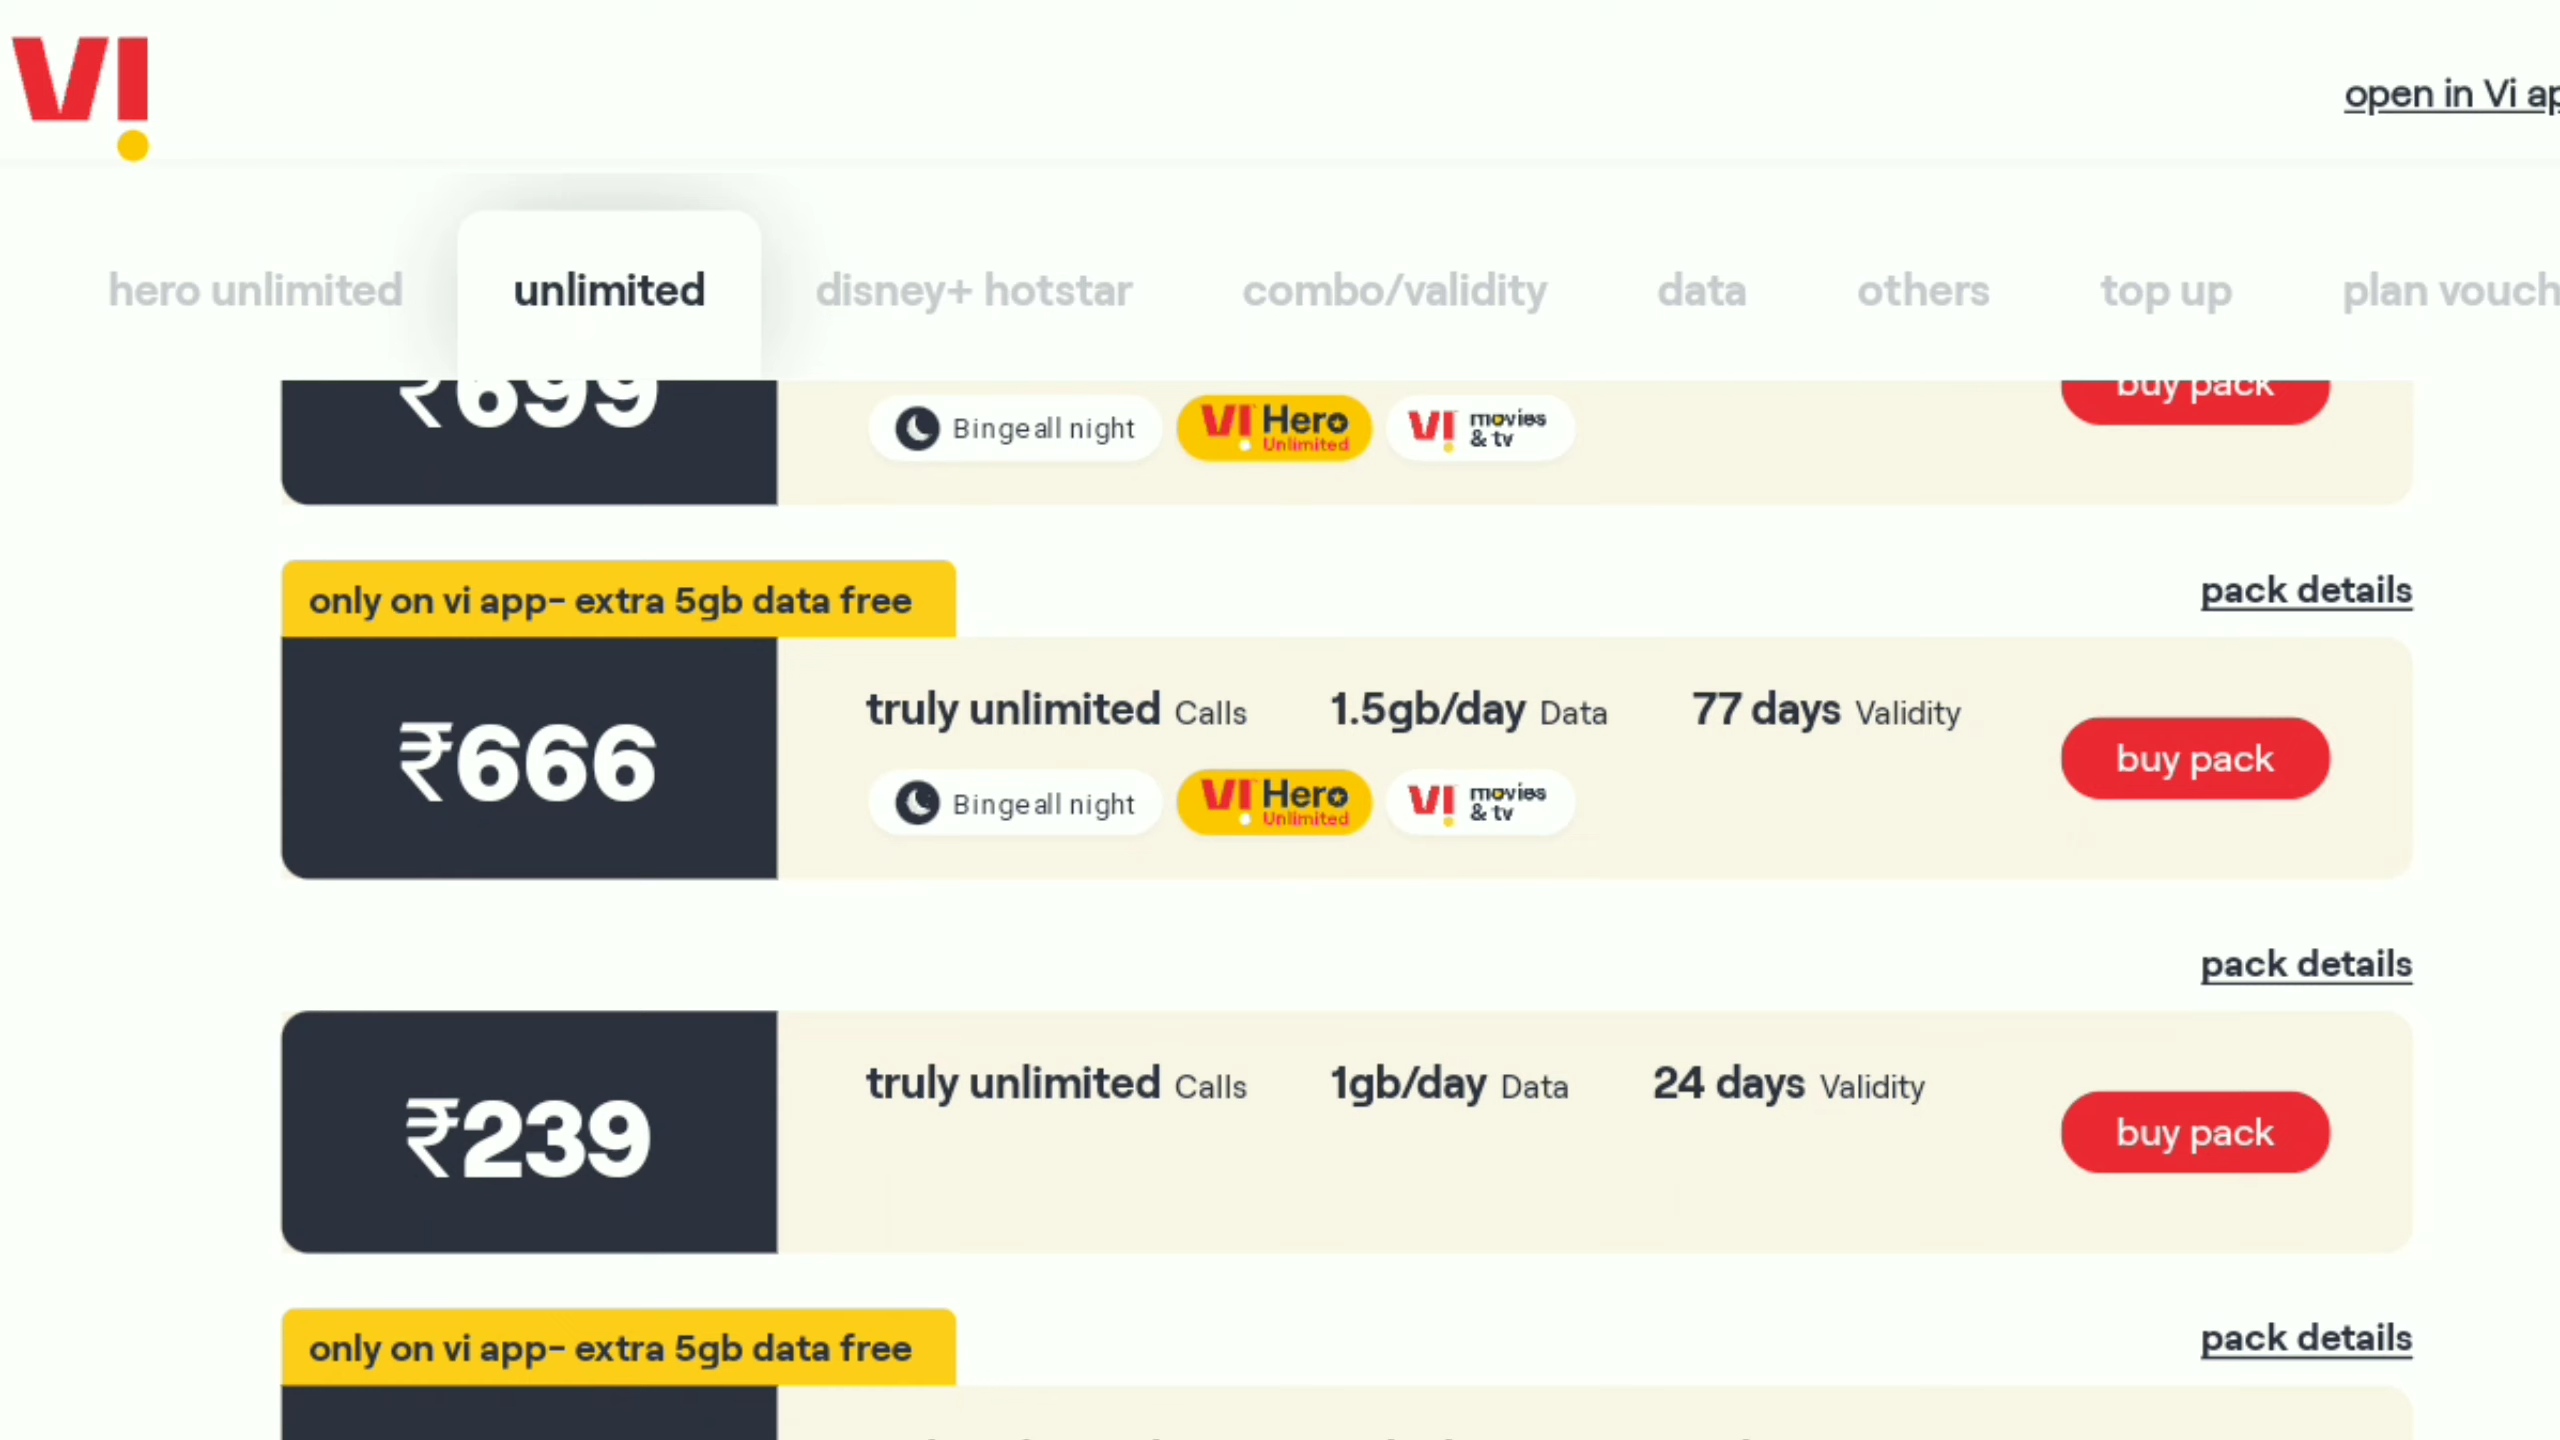 VI
open in Vi ap
hero unlimited unlimited disney+ hotstar combo/validity data others top up plan vouch
₹699 buy pack
Binge all night VI Hero Unlimited VI movies & tv
only on vi app- extra 5gb data free pack details
₹666
truly unlimited Calls 1.5gb/day Data 77 days Validity
buy pack
Binge all night VI Hero Unlimited VI movies & tv
pack details
₹239
truly unlimited Calls 1gb/day Data 24 days Validity
buy pack
only on vi app- extra 5gb data free pack details